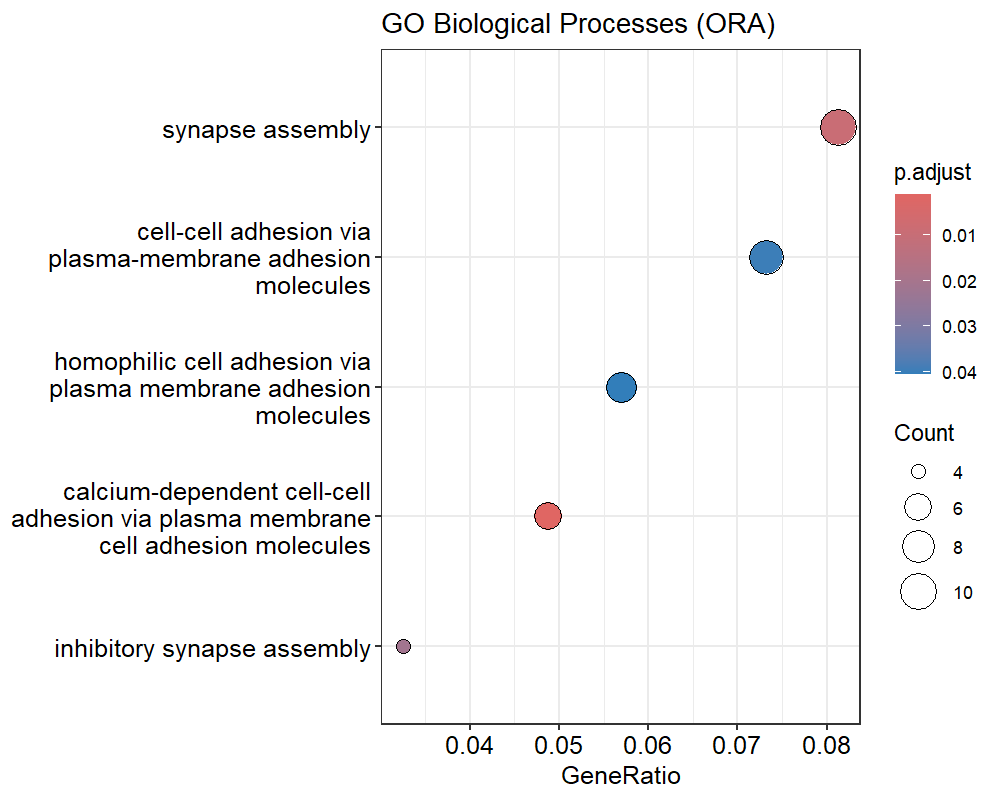 GO Biological Processes (ORA)
synapse assembly
cell-cell adhesion via
plasma-membrane adhesion
molecules
homophilic cell adhesion via
plasma membrane adhesion
molecules
calcium-dependent cell-cell
adhesion via plasma membrane
cell adhesion molecules
inhibitory synapse assembly
0.04 0.05 0.06 0.07 0.08
GeneRatio
p.adjust
0.01
0.02
0.03
0.04
Count
4
6
8
10